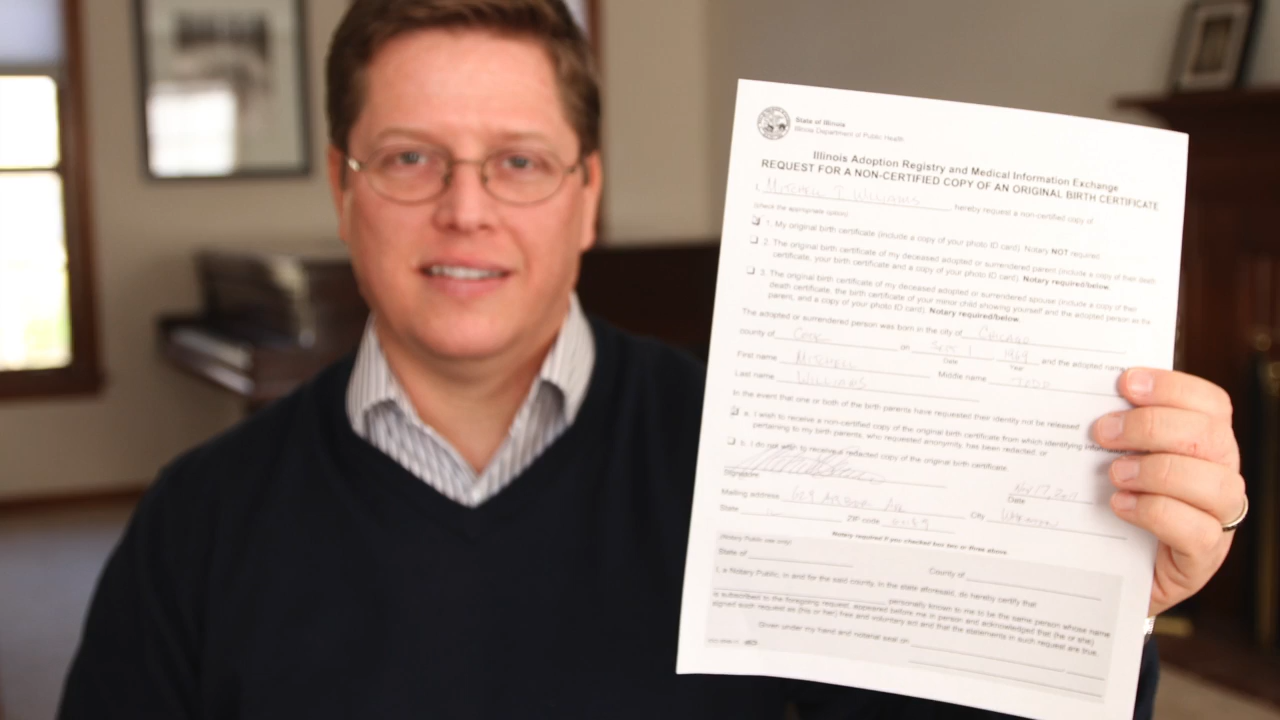 State of Illinois
Illinois Department of Public Health
Illinois Adoption Registry and Medical Information Exchange
REQUEST FOR A NON-CERTIFIED COPY OF AN ORIGINAL BIRTH CERTIFICATE
I, MITCHELL T WILLIAMS, hereby request a non-certified copy of
(check the appropriate option)
1. My original birth certificate (include a copy of your photo ID card). Notary NOT required.
2. The original birth certificate of my deceased adopted or surrendered parent (include a copy of their death
certificate, your birth certificate and a copy of your photo ID card). Notary required/below.
3. The original birth certificate of my deceased adopted or surrendered spouse (include a copy of their
death certificate, the birth certificate of your minor child showing yourself and the adopted person as the
parent, and a copy of your photo ID card). Notary required/below.
The adopted or surrendered person was born in the city of CHICAGO
county of COOK on SEPT 1 1969 and the adopted name
Date Year
First name MITCHELL Middle name TODD
Last name WILLIAMS
In the event that one or both of the birth parents have requested their identity not be released
a. I wish to receive a non-certified copy of the original birth certificate from which identifying
pertaining to my birth parents, who requested anonymity, has been redacted, or
b. I do not wish to receive a redacted copy of the original birth certificate.
Signature Date
Mailing address 609 City
State ZIP code
Notary required if you checked box two or three above.
(Notary Public use only)
State of County of
I, a Notary Public, in and for the said county, in the state aforesaid, do hereby certify that
personally known to me to be the same person whose name
is subscribed to the foregoing request, appeared before me in person and acknowledged that (he or she)
signed such request as (his or her) free and voluntary act and that the statements in such request are true.
Given under my hand and notarial seal on